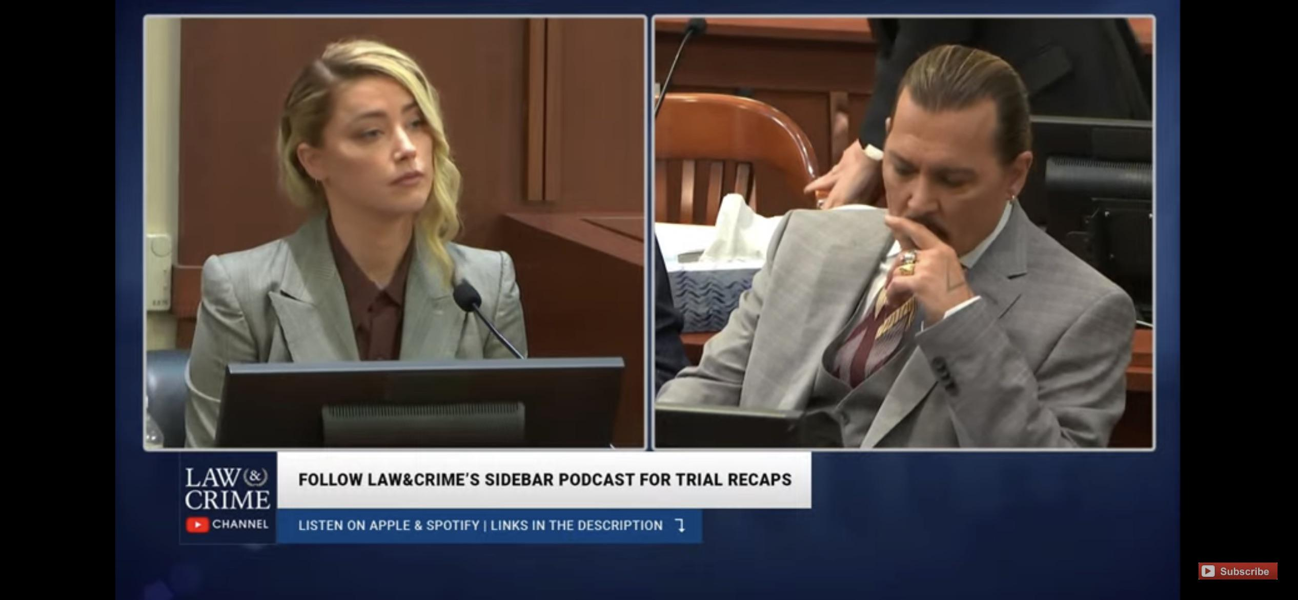 LAW & CRIME
CHANNEL
FOLLOW LAW&CRIME'S SIDEBAR PODCAST FOR TRIAL RECAPS
LISTEN ON APPLE & SPOTIFY | LINKS IN THE DESCRIPTION
Subscribe